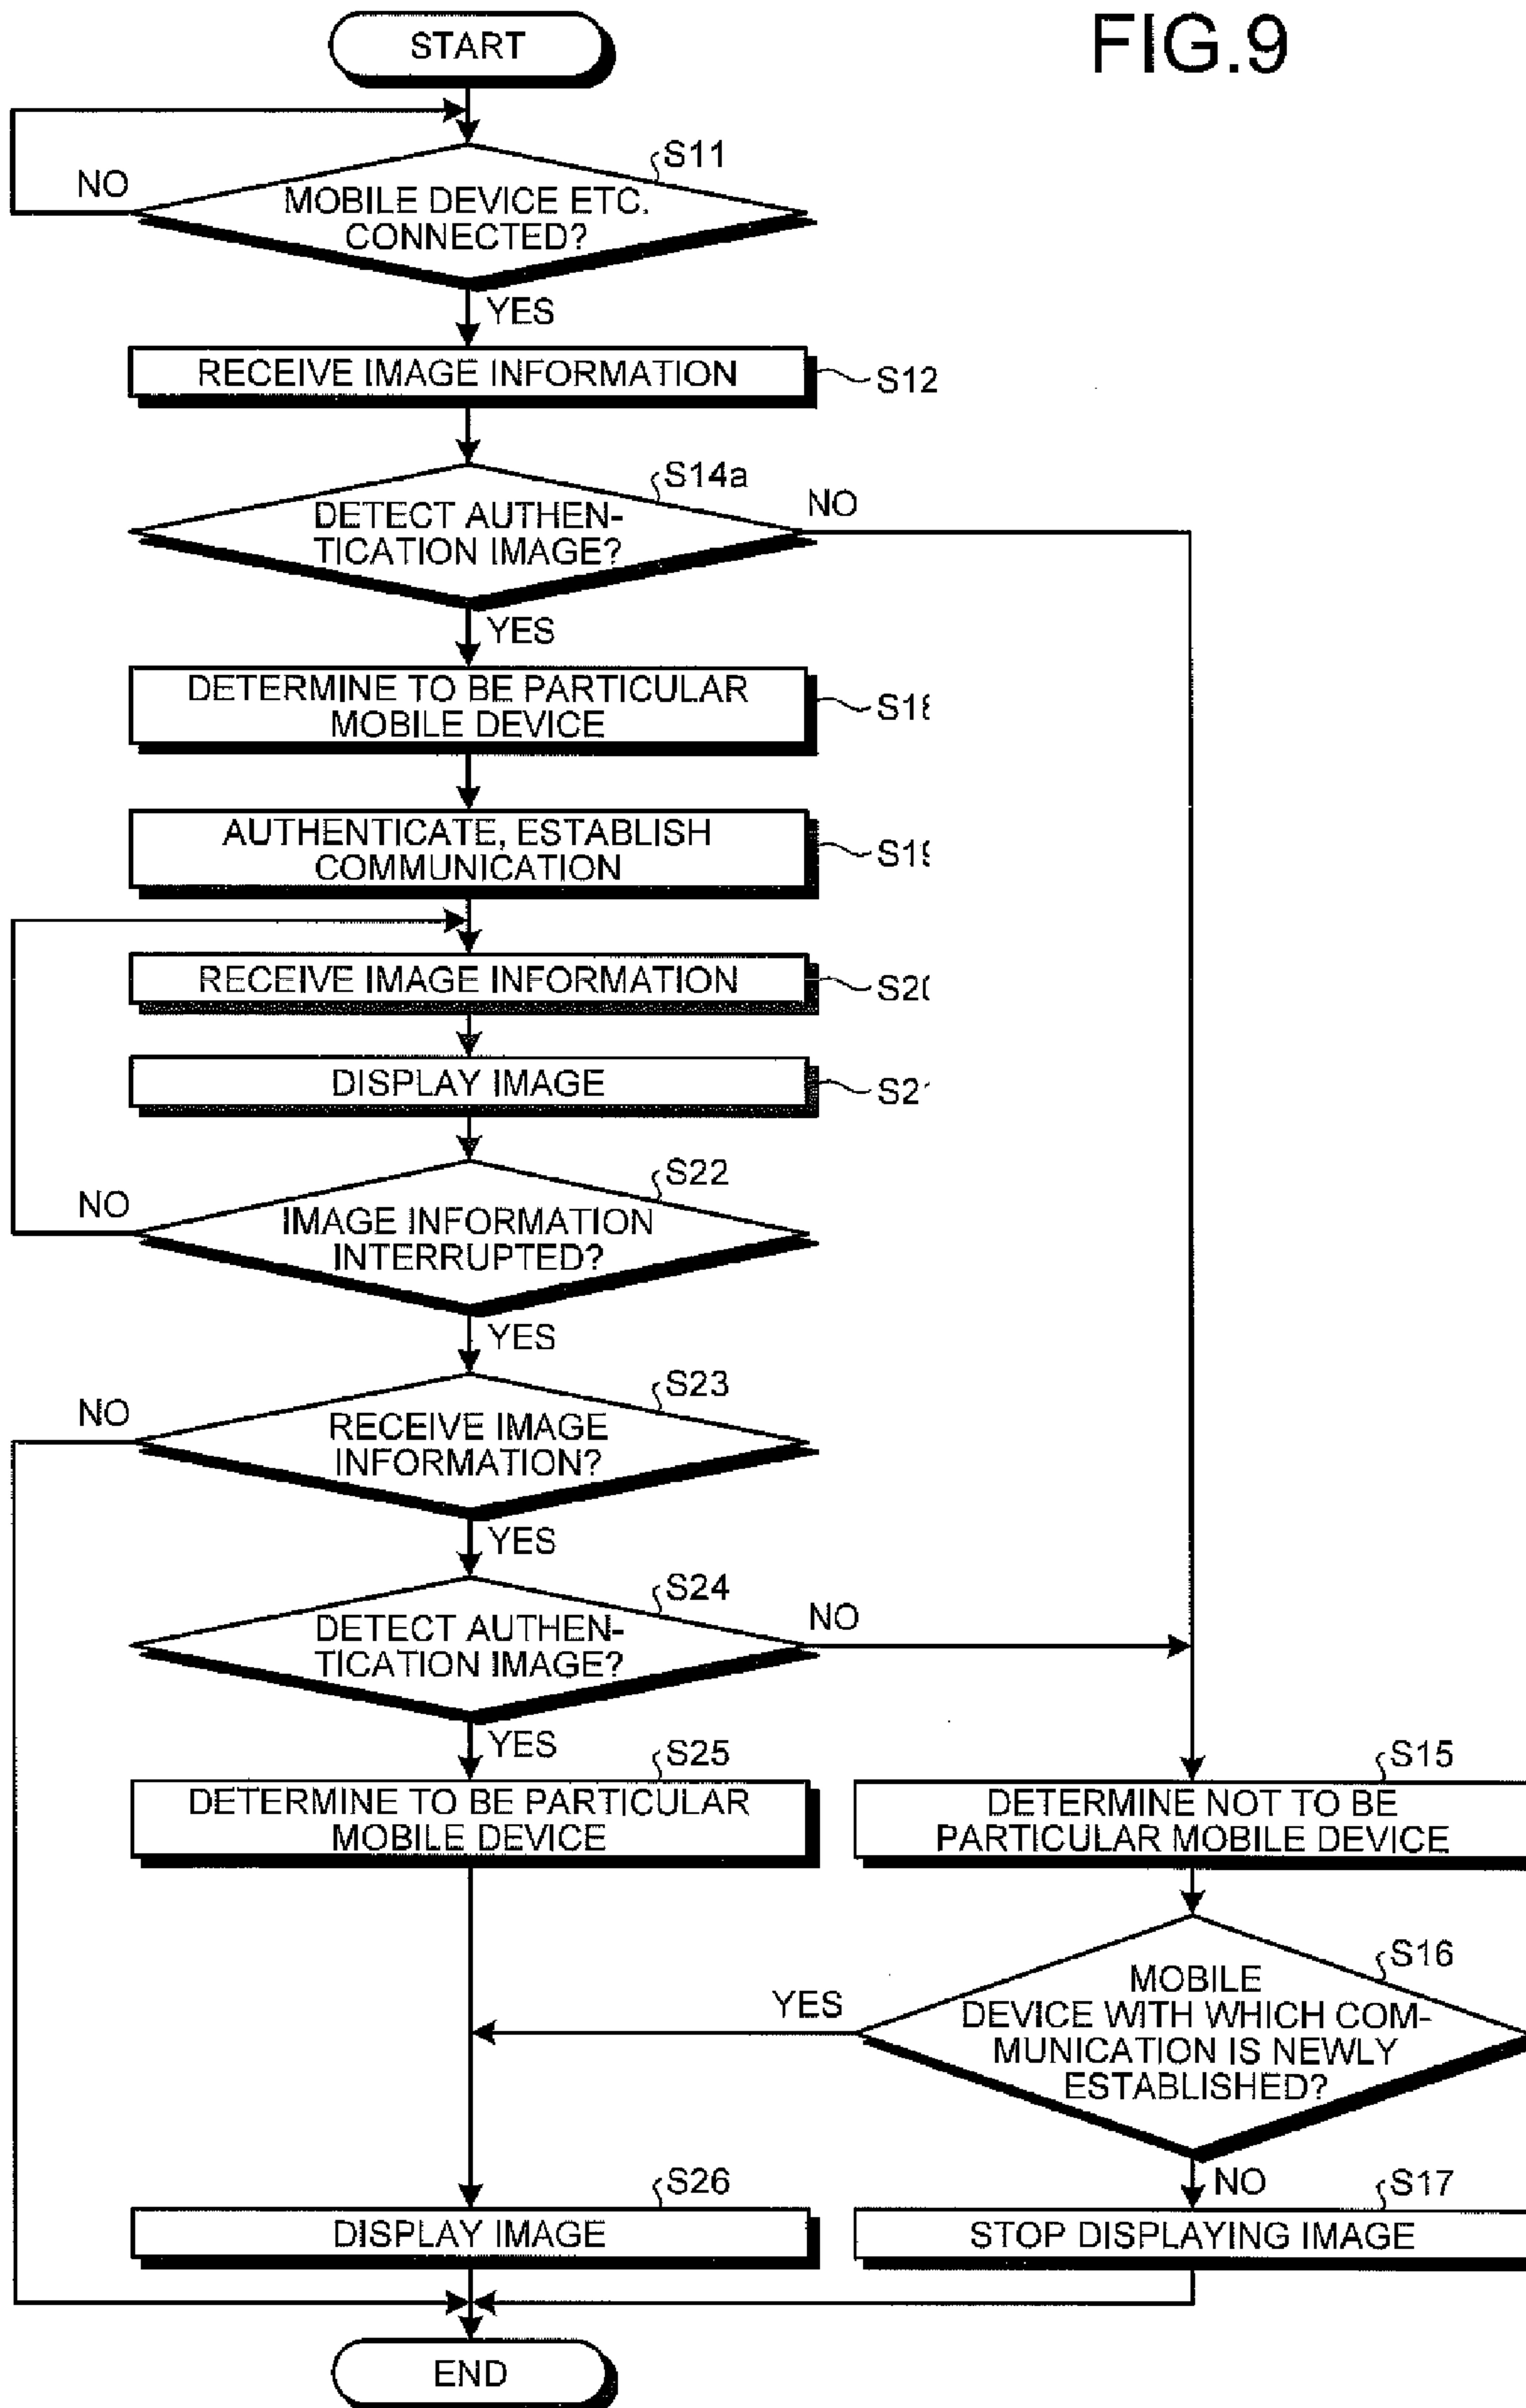 FIG.9
START
S11
NO
MOBILE DEVICE ETC.
CONNECTED?
YES
RECEIVE IMAGE INFORMATION
S12
S14a
DETECT AUTHEN-
TICATION IMAGE?
NO
YES
DETERMINE TO BE PARTICULAR
MOBILE DEVICE
AUTHENTICATE, ESTABLISH
COMMUNICATION
RECEIVE IMAGE INFORMATION
DISPLAY IMAGE
S22
NO
IMAGE INFORMATION
INTERRUPTED?
YES
S23
NO
RECEIVE IMAGE
INFORMATION?
YES
S24
DETECT AUTHEN-
TICATION IMAGE?
NO
YES
S25
DETERMINE TO BE PARTICULAR
MOBILE DEVICE
S15
DETERMINE NOT TO BE
PARTICULAR MOBILE DEVICE
S16
MOBILE
DEVICE WITH WHICH COM-
MUNICATION IS NEWLY
ESTABLISHED?
YES
NO
S26
DISPLAY IMAGE
S17
STOP DISPLAYING IMAGE
END